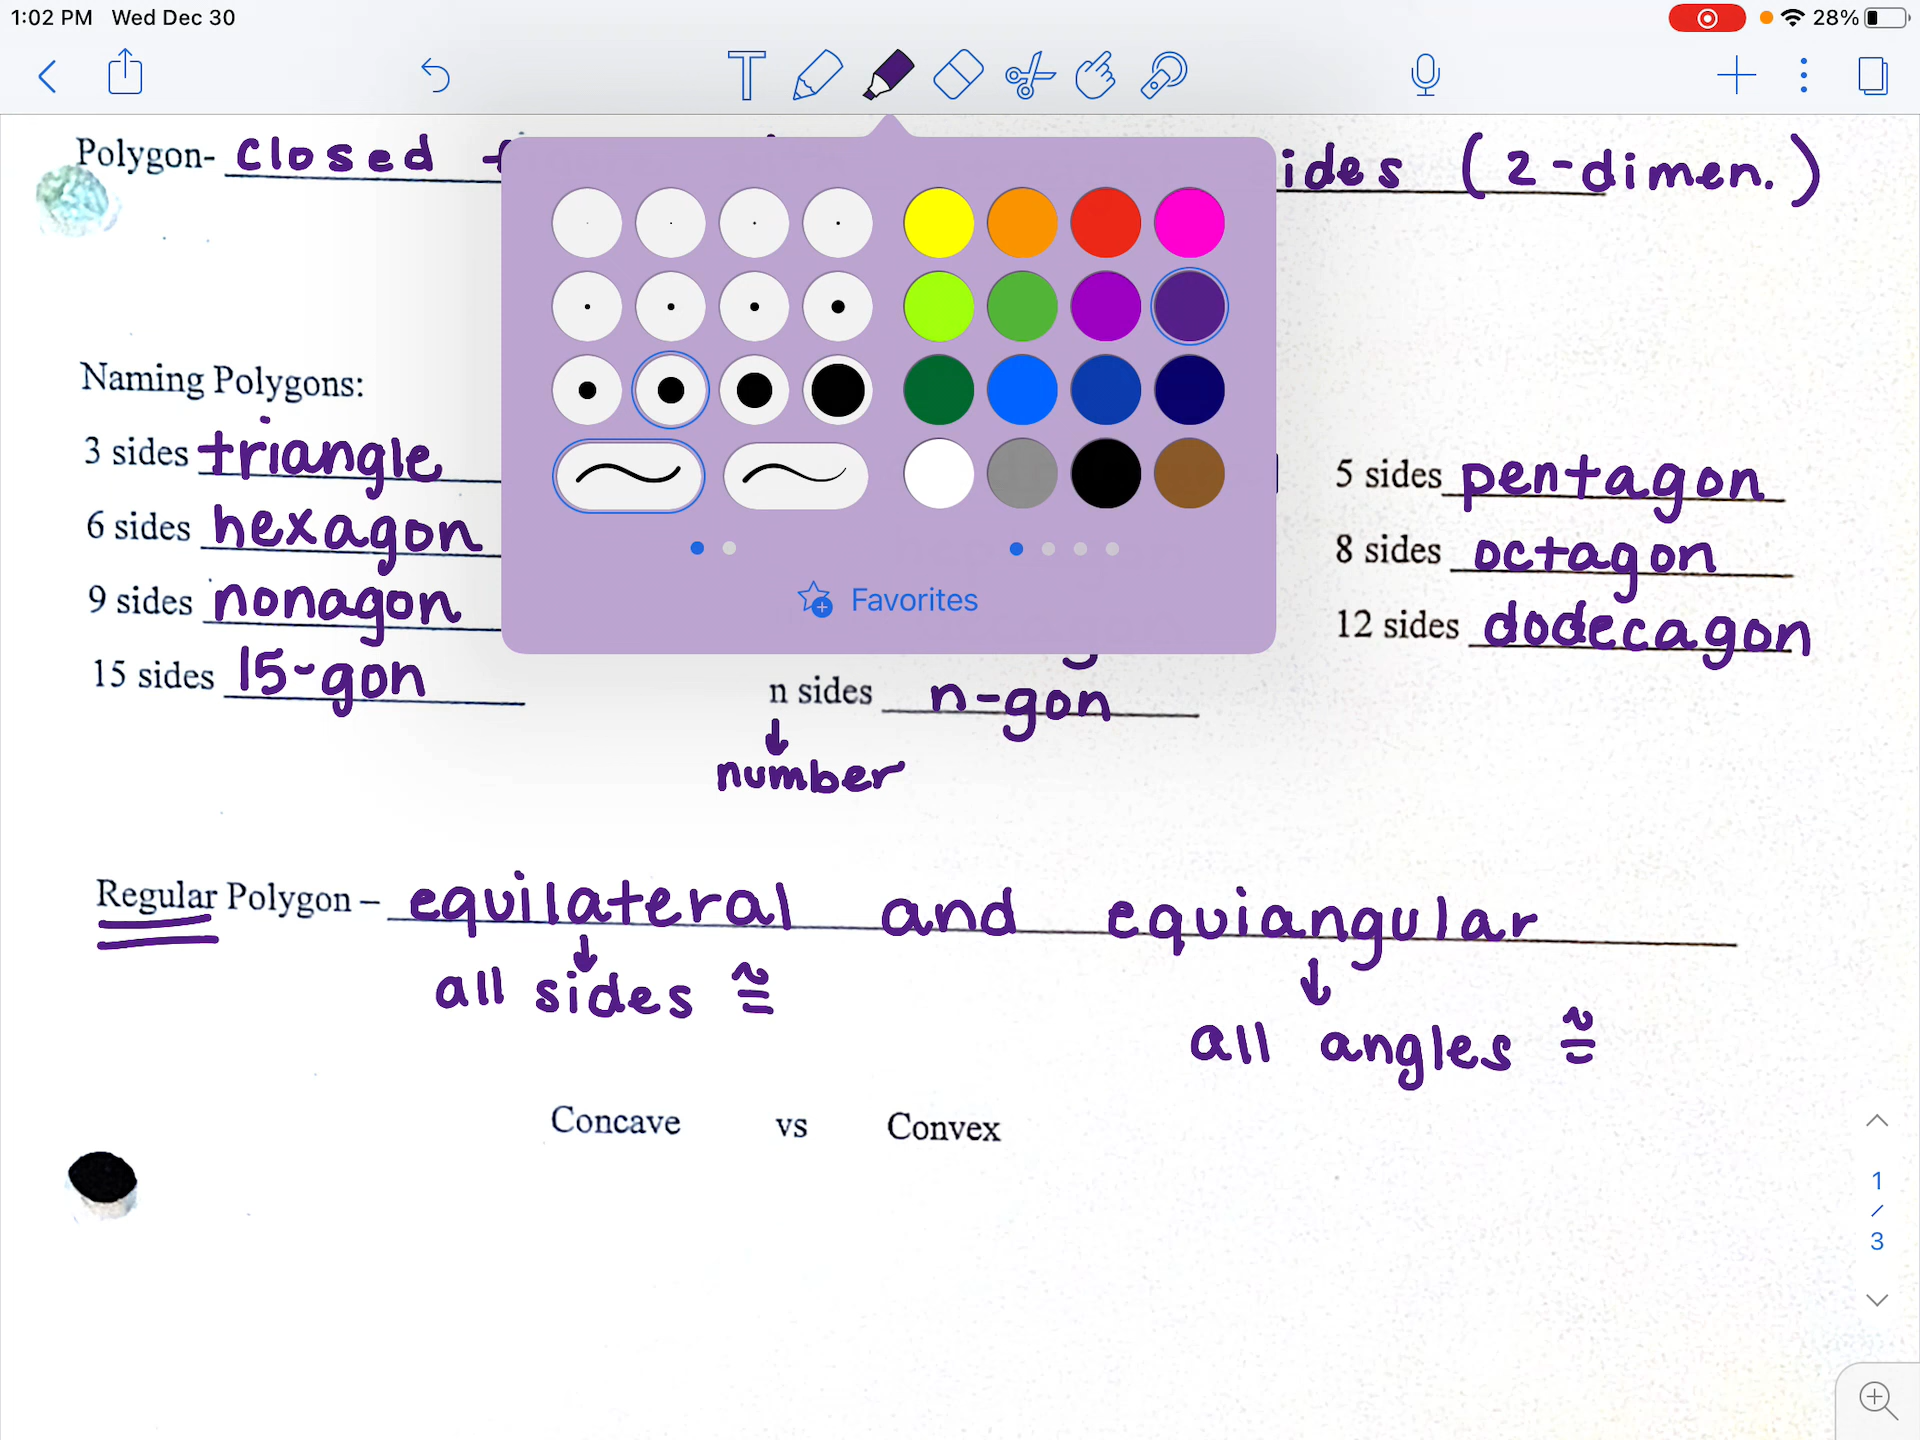 1:02 PM Wed Dec 30 28%
T
Polygon- closed ides (2-dimen.)
Naming Polygons:
3 sides triangle 5 sides pentagon
6 sides hexagon 8 sides octagon
9 sides nonagon 12 sides dodecagon
Favorites
15 sides 15-gon n sides n-gon
↓
number
Regular Polygon – equilateral and equiangular
↓ ↓
all sides ≅ all angles ≅
Concave vs Convex
1
/
3